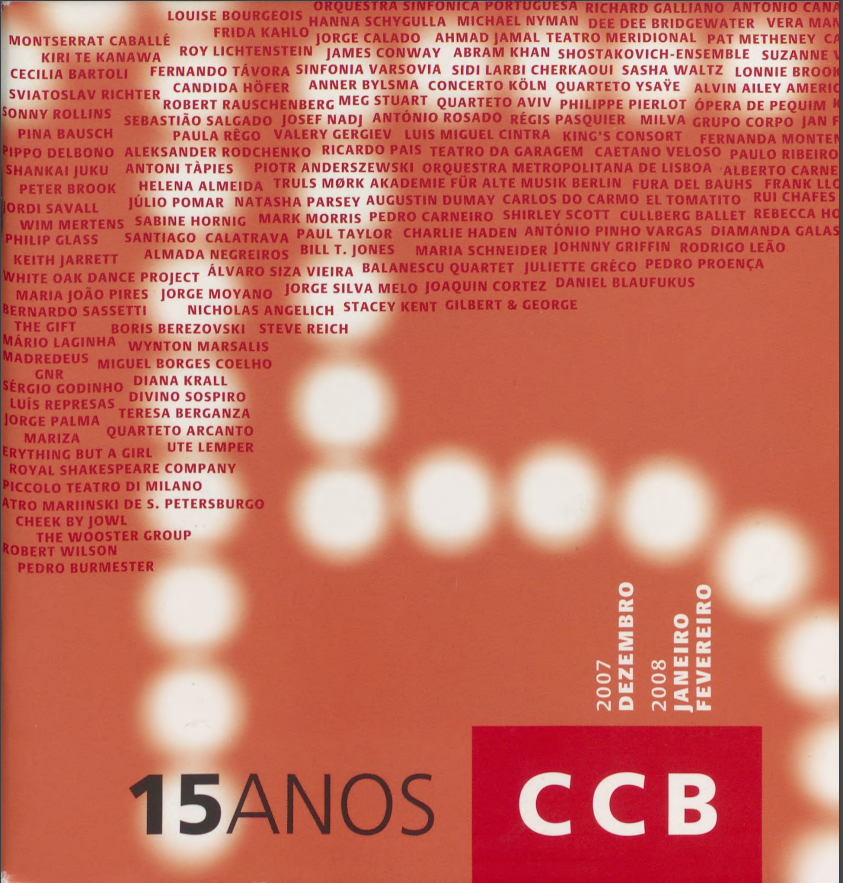 ORQUESTRA SINFÓNICA PORTUGUESA RICHARD GALLIANO ANTONIO
LOUISE BOURGEOIS HANNA SCHYGULLA MICHAEL NYMAN DEE DEE BRIDGEWATER VERA
FRIDA KAHLO JORGE CALADO AHMAD JAMAL TEATRO MERIDIONAL PAT METHENEY
MONTSERRAT CABALLÉ
KIRI TE KANAWA ROY LICHTENSTEIN JAMES CONWAY ABRAM KHAN SHOSTAKOVICH-ENSEMBLE SUZANNE
CECILIA BARTOLI FERNANDO TÁVORA SINFONIA VARSOVIA SIDI LARBI CHERKAOUI SASHA WALTZ LONNIE
CANDIDA HÖFER ANNER BYLSMA CONCERTO KÖLN QUARTETO YSAŸE ALVIN AILEY
SVIATOSLAV RICHTER
ROBERT RAUSCHENBERG MEG STUART QUARTETO AVIV PHILIPPE PIERLOT ÓPERA DE PEQUIM
SONNY ROLLINS SEBASTIÃO SALGADO JOSEF NADJ ANTÓNIO ROSADO RÉGIS PASQUIER MILVA GRUPO CORPO JAN
PINA BAUSCH PAULA RÊGO VALERY GERGIEV LUIS MIGUEL CINTRA KING'S CONSORT FERNANDA
PIPPO DELBONO ALEKSANDER RODCHENKO RICARDO PAIS TEATRO DA GARAGEM CAETANO VELOSO PAULO RIBEIRO
SHANKAI JUKU ANTONI TÀPIES PIOTR ANDERSZEWSKI ORQUESTRA METROPOLITANA DE LISBOA ALBERTO
PETER BROOK HELENA ALMEIDA TRULS MØRK AKADEMIE FÜR ALTE MUSIK BERLIN FURA DEL BAUHS FRANK
JORDI SAVALL JÚLIO POMAR NATASHA PARSEY AUGUSTIN DUMAY CARLOS DO CARMO EL TOMATITO RUI CHAFES
WIM MERTENS SABINE HORNIG MARK MORRIS PEDRO CARNEIRO SHIRLEY SCOTT CULLBERG BALLET REBECCA
PHILIP GLASS SANTIAGO CALATRAVA PAUL TAYLOR CHARLIE HADEN ANTÓNIO PINHO VARGAS DIAMANDA GALAS
KEITH JARRETT ALMADA NEGREIROS BILL T. JONES MARIA SCHNEIDER JOHNNY GRIFFIN RODRIGO LEÃO
WHITE OAK DANCE PROJECT ÁLVARO SIZA VIEIRA BALANESCU QUARTET JULIETTE GRÉCO PEDRO PROENÇA
MARIA JOÃO PIRES JORGE MOYANO JORGE SILVA MELO JOAQUIN CORTEZ DANIEL BLAUFUKUS
BERNARDO SASSETTI NICHOLAS ANGELICH STACEY KENT GILBERT & GEORGE
THE GIFT BORIS BEREZOVSKI STEVE REICH
MÁRIO LAGINHA WYNTON MARSALIS
MADREDEUS MIGUEL BORGES COELHO
GNR
SÉRGIO GODINHO DIANA KRALL
LUÍS REPRESAS DIVINO SOSPIRO
JORGE PALMA TERESA BERGANZA
MARIZA QUARTETO ARCANTO
ERYTHING BUT A GIRL UTE LEMPER
ROYAL SHAKESPEARE COMPANY
PICCOLO TEATRO DI MILANO
ATRO MARIINSKI DE S. PETERSBURGO
CHEEK BY JOWL
THE WOOSTER GROUP
ROBERT WILSON
PEDRO BURMESTER
2007
DEZEMBRO
2008
JANEIRO
FEVEREIRO
15ANOS
CCB